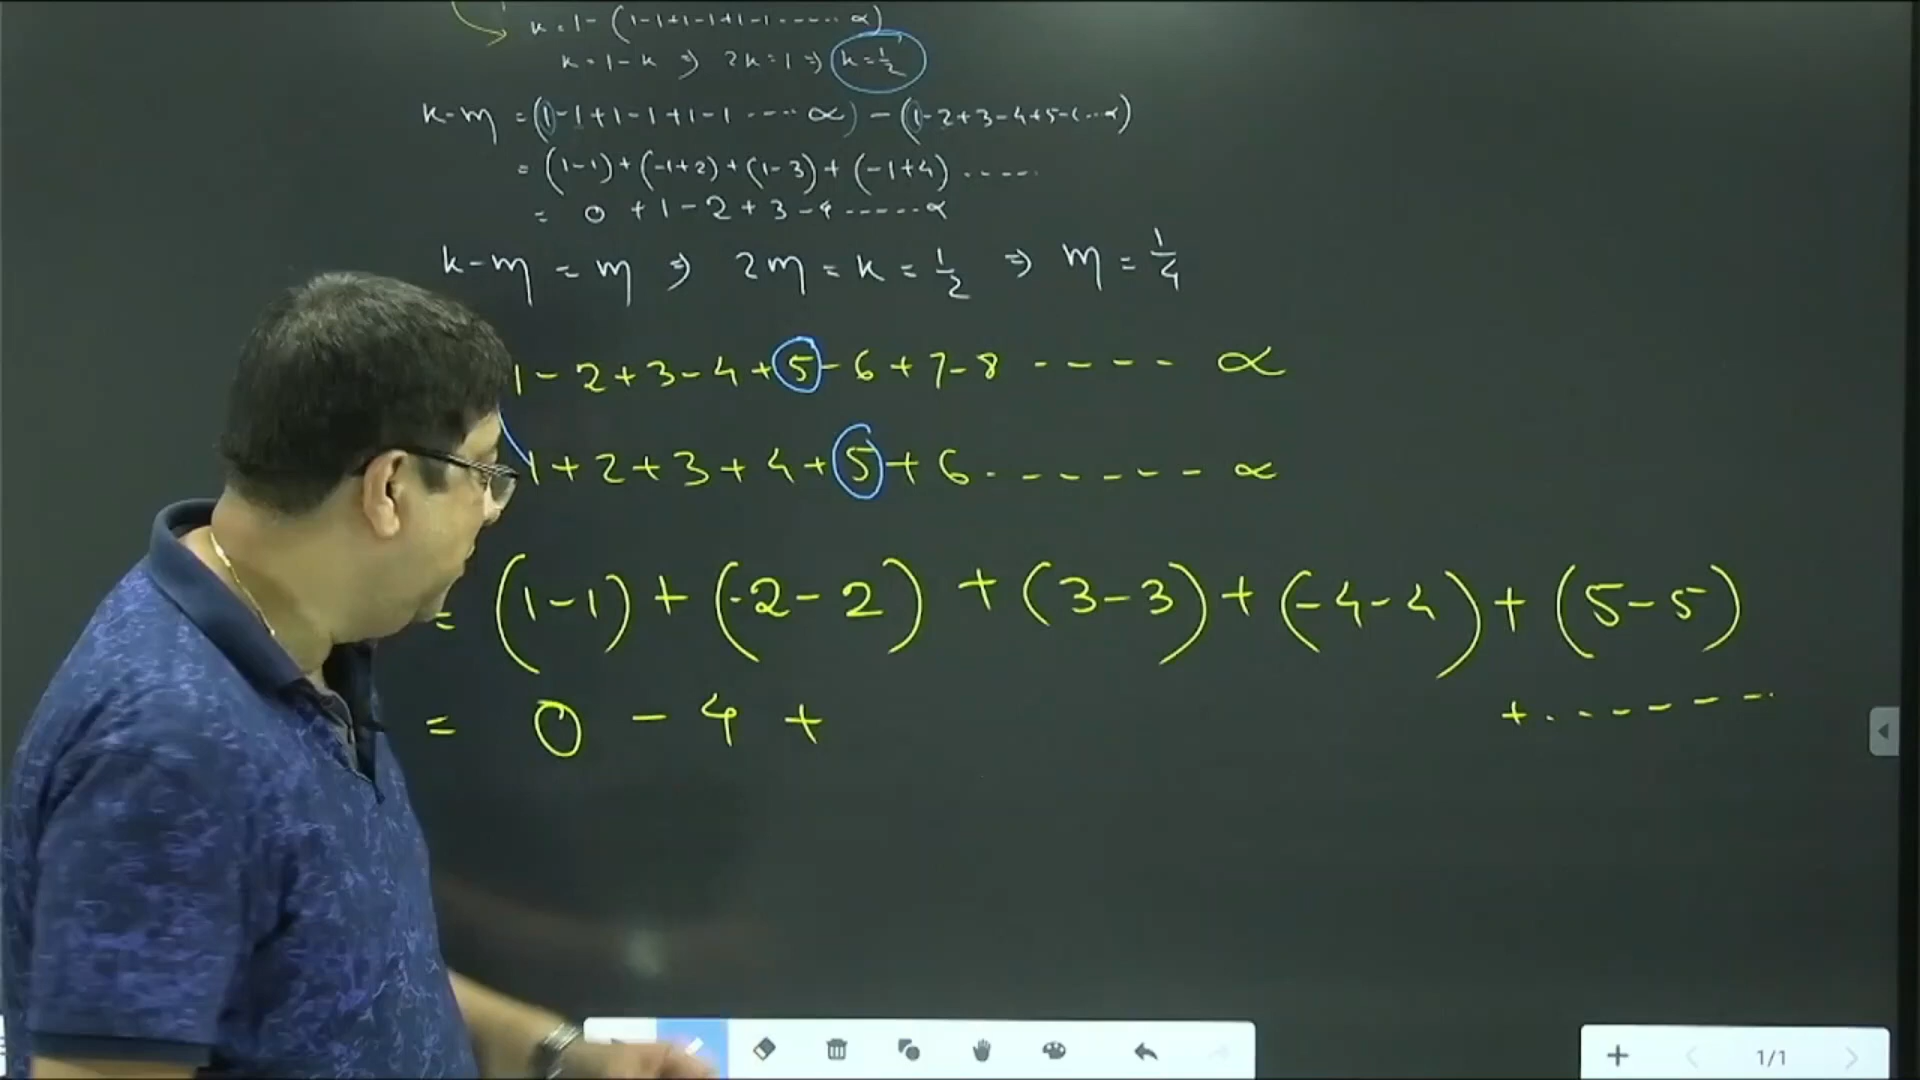 k = 1 - (1-1+1-1+1-1 ...... ∝)
k = 1 - k ⇒ 2k = 1 ⇒ k = 1/2
k-m = (1-1+1-1+1-1 ..... ∝) - (1-2+3-4+5-6...∝)
= (1-1)+(-1+2)+(1-3)+(-1+4) .....
= 0 + 1 - 2 + 3 - 4 ...... ∝
k-m = m ⇒ 2m = k = 1/2 ⇒ m = 1/4
1 - 2 + 3 - 4 + 5 - 6 + 7 - 8 ---- ∝
1 + 2 + 3 + 4 + 5 + 6 ------- ∝
= (1-1) + (-2-2) + (3-3) + (-4-4) + (5-5)
+ -------
= 0 - 4 +
1/1